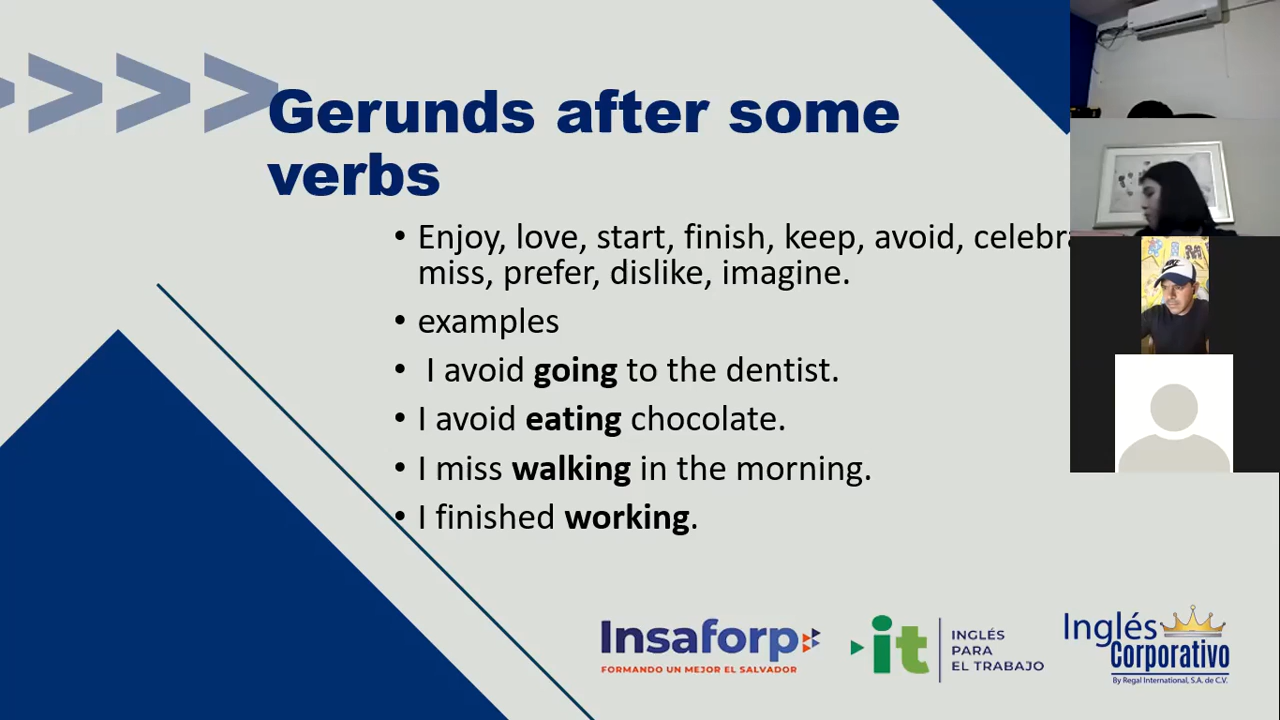 Gerunds after some
verbs
• Enjoy, love, start, finish, keep, avoid,
miss, prefer, dislike, imagine.
• examples
• I avoid going to the dentist.
• I avoid eating chocolate.
• I miss walking in the morning.
• I finished working.
Insaforp
FORMANDO UN MEJOR EL SALVADOR
it
INGLÉS
PARA
EL TRABAJO
Inglés
Corporativo
By Regal International, S.A. de C.V.